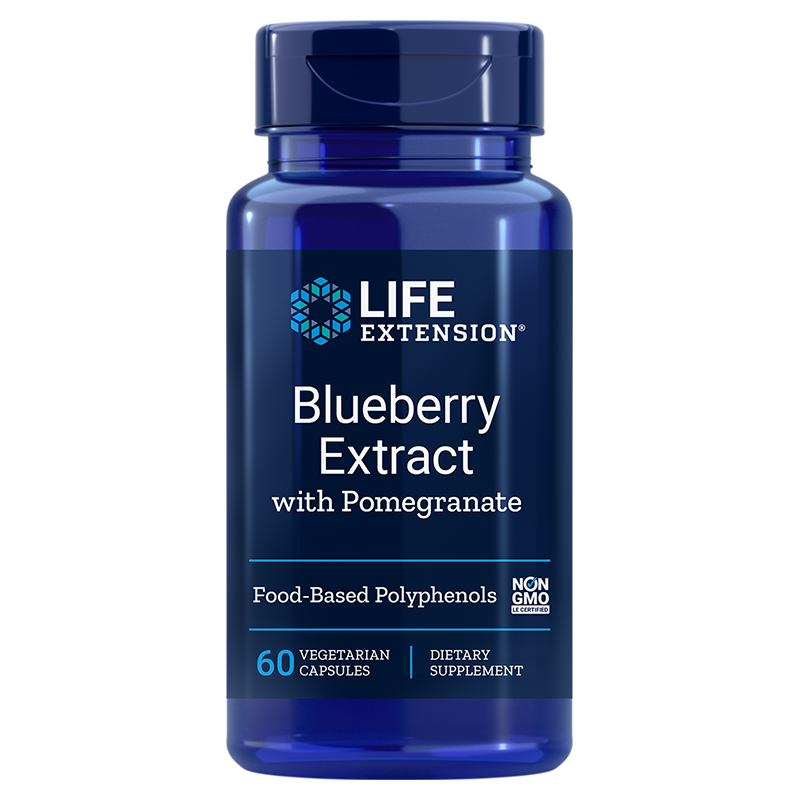 LIFE
EXTENSION®
Blueberry
Extract
with Pomegranate
Food-Based Polyphenols
NON
GMO
LE CERTIFIED
60 VEGETARIAN
CAPSULES
DIETARY
SUPPLEMENT